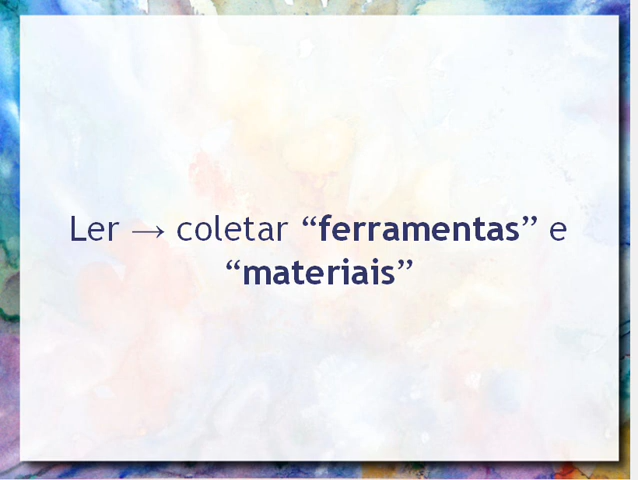 Ler → coletar “ferramentas” e
“materiais”